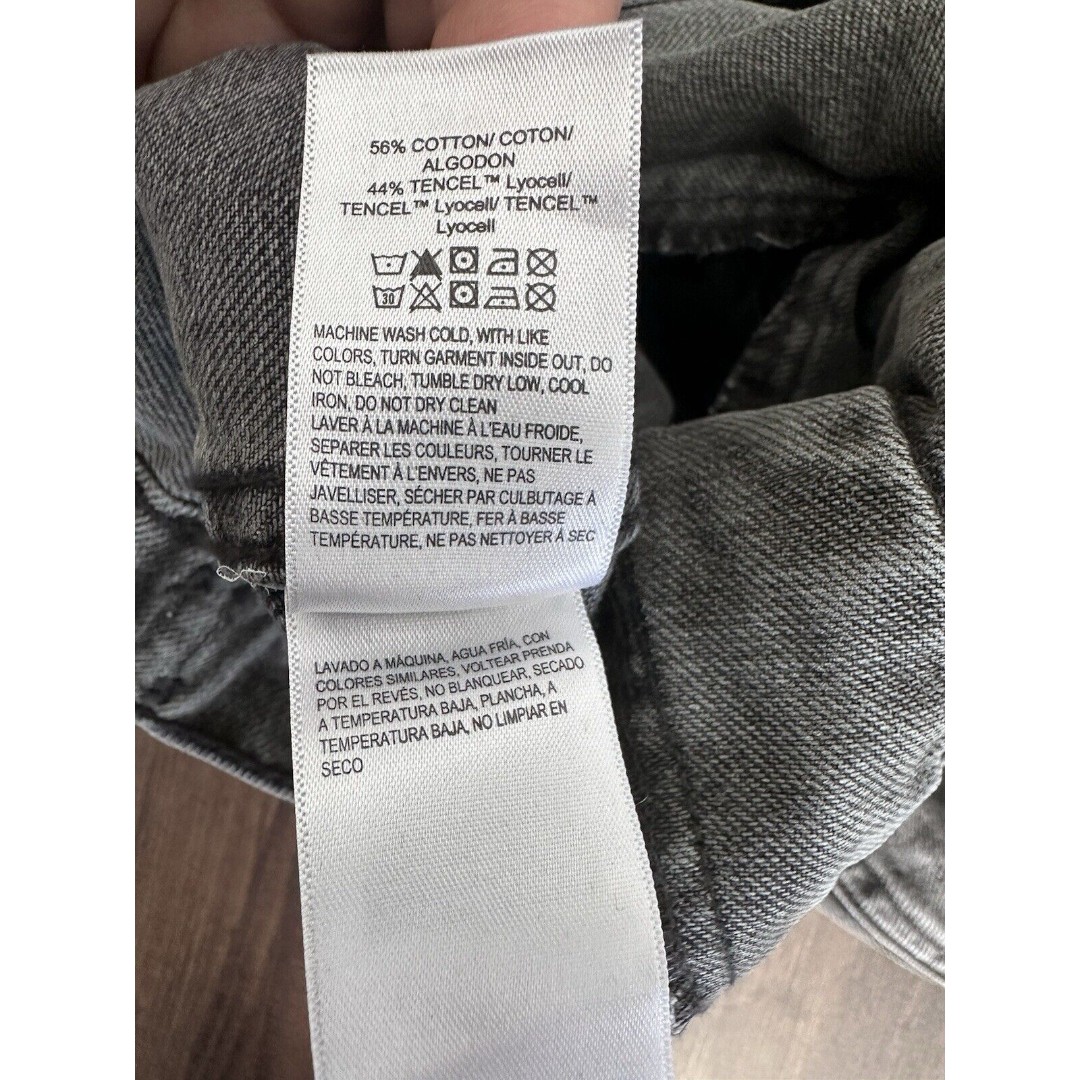 56% COTTON/ COTON/
ALGODON
44% TENCEL™ Lyocell/
TENCEL™ Lyocell/ TENCEL™
Lyocell
30
MACHINE WASH COLD, WITH LIKE
COLORS, TURN GARMENT INSIDE OUT, DO
NOT BLEACH, TUMBLE DRY LOW, COOL
IRON, DO NOT DRY CLEAN
LAVER À LA MACHINE À L'EAU FROIDE,
SEPARER LES COULEURS, TOURNER LE
VÊTEMENT À L'ENVERS, NE PAS
JAVELLISER, SÉCHER PAR CULBUTAGE À
BASSE TEMPÉRATURE, FER À BASSE
TEMPÉRATURE, NE PAS NETTOYER À SEC
LAVADO A MÁQUINA, AGUA FRÍA, CON
COLORES SIMILARES, VOLTEAR PRENDA
POR EL REVÉS, NO BLANQUEAR, SECADO
A TEMPERATURA BAJA, PLANCHA, A
TEMPERATURA BAJA, NO LIMPIAR EN
SECO